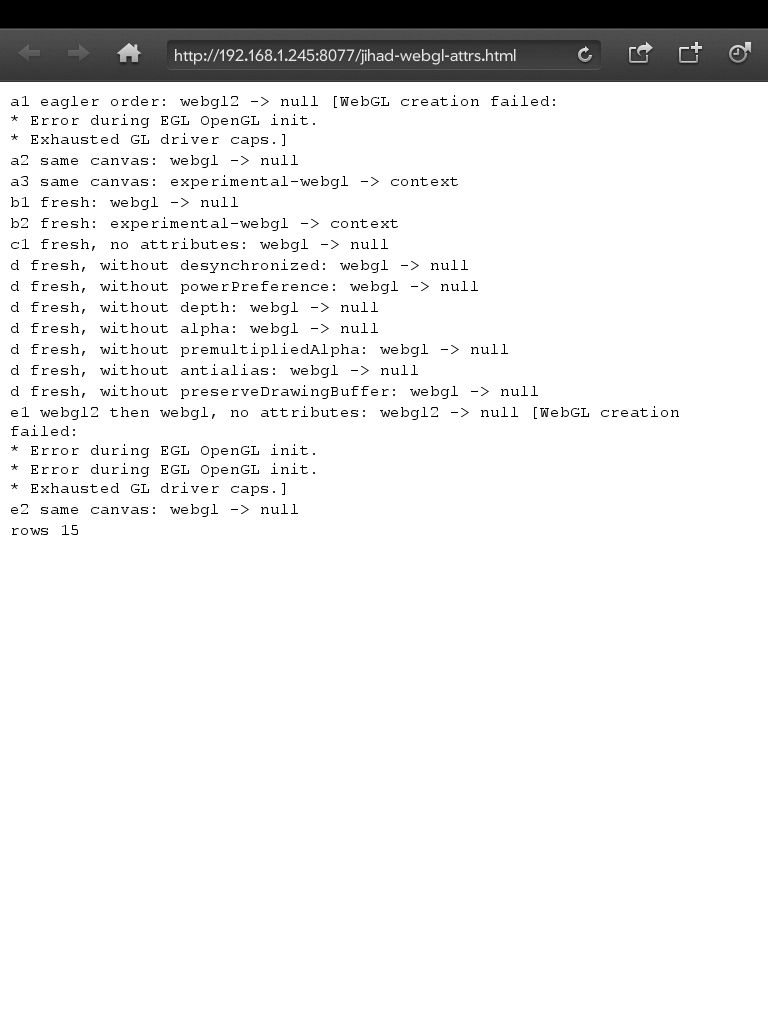 http://192.168.1.245:8077/jihad-webgl-attrs.html
a1 eagler order: webgl2 -> null [WebGL creation failed:
* Error during EGL OpenGL init.
* Exhausted GL driver caps.]
a2 same canvas: webgl -> null
a3 same canvas: experimental-webgl -> context
b1 fresh: webgl -> null
b2 fresh: experimental-webgl -> context
c1 fresh, no attributes: webgl -> null
d fresh, without desynchronized: webgl -> null
d fresh, without powerPreference: webgl -> null
d fresh, without depth: webgl -> null
d fresh, without alpha: webgl -> null
d fresh, without premultipliedAlpha: webgl -> null
d fresh, without antialias: webgl -> null
d fresh, without preserveDrawingBuffer: webgl -> null
e1 webgl2 then webgl, no attributes: webgl2 -> null [WebGL creation
failed:
* Error during EGL OpenGL init.
* Error during EGL OpenGL init.
* Exhausted GL driver caps.]
e2 same canvas: webgl -> null
rows 15